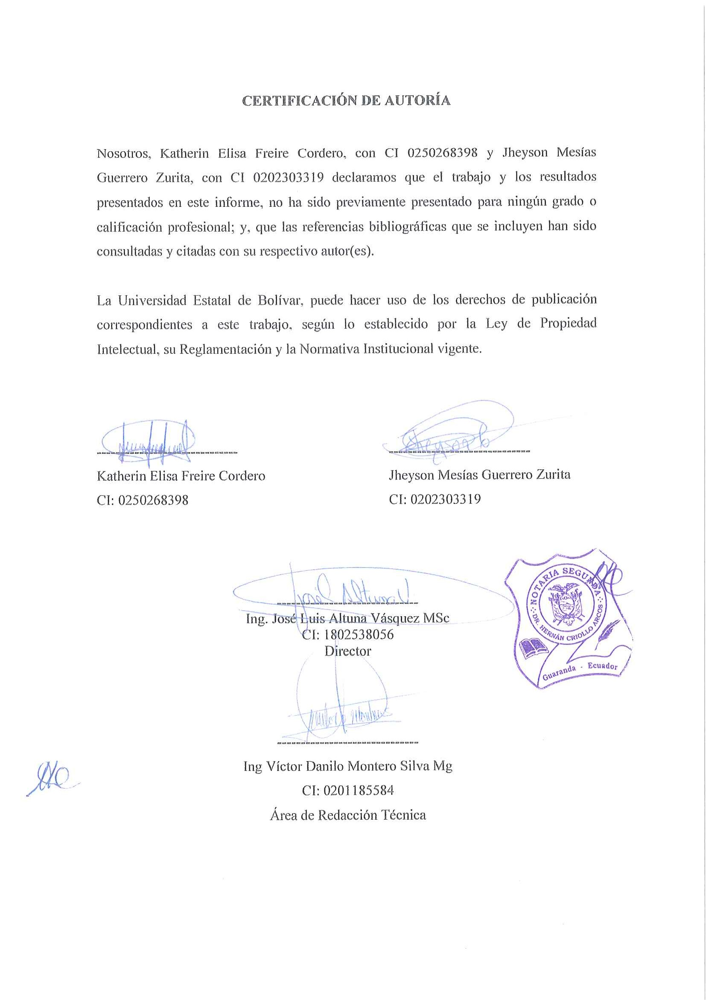 CERTIFICACIÓN DE AUTORÍA
Nosotros, Katherin Elisa Freire Cordero, con CI 0250268398 y Jheyson Mesías
Guerrero Zurita, con CI 0202303319 declaramos que el trabajo y los resultados
presentados en este informe, no ha sido previamente presentado para ningún grado o
calificación profesional; y, que las referencias bibliográficas que se incluyen han sido
consultadas y citadas con su respectivo autor(es).
La Universidad Estatal de Bolívar, puede hacer uso de los derechos de publicación
correspondientes a este trabajo, según lo establecido por la Ley de Propiedad
Intelectual, su Reglamentación y la Normativa Institucional vigente.
Jheyson
Katherin Elisa Freire Cordero
Jheyson Mesías Guerrero Zurita
CI: 0250268398
CI: 0202303319
José Altuna V
Ing. José Luis Altuna Vásquez MSc
CI: 1802538056
Director
NOTARIA SEGUNDA
DR. HERNÁN CRIOLLO ARCOS
Guaranda - Ecuador
Ing Víctor Danilo Montero Silva Mg
CI: 0201185584
Área de Redacción Técnica